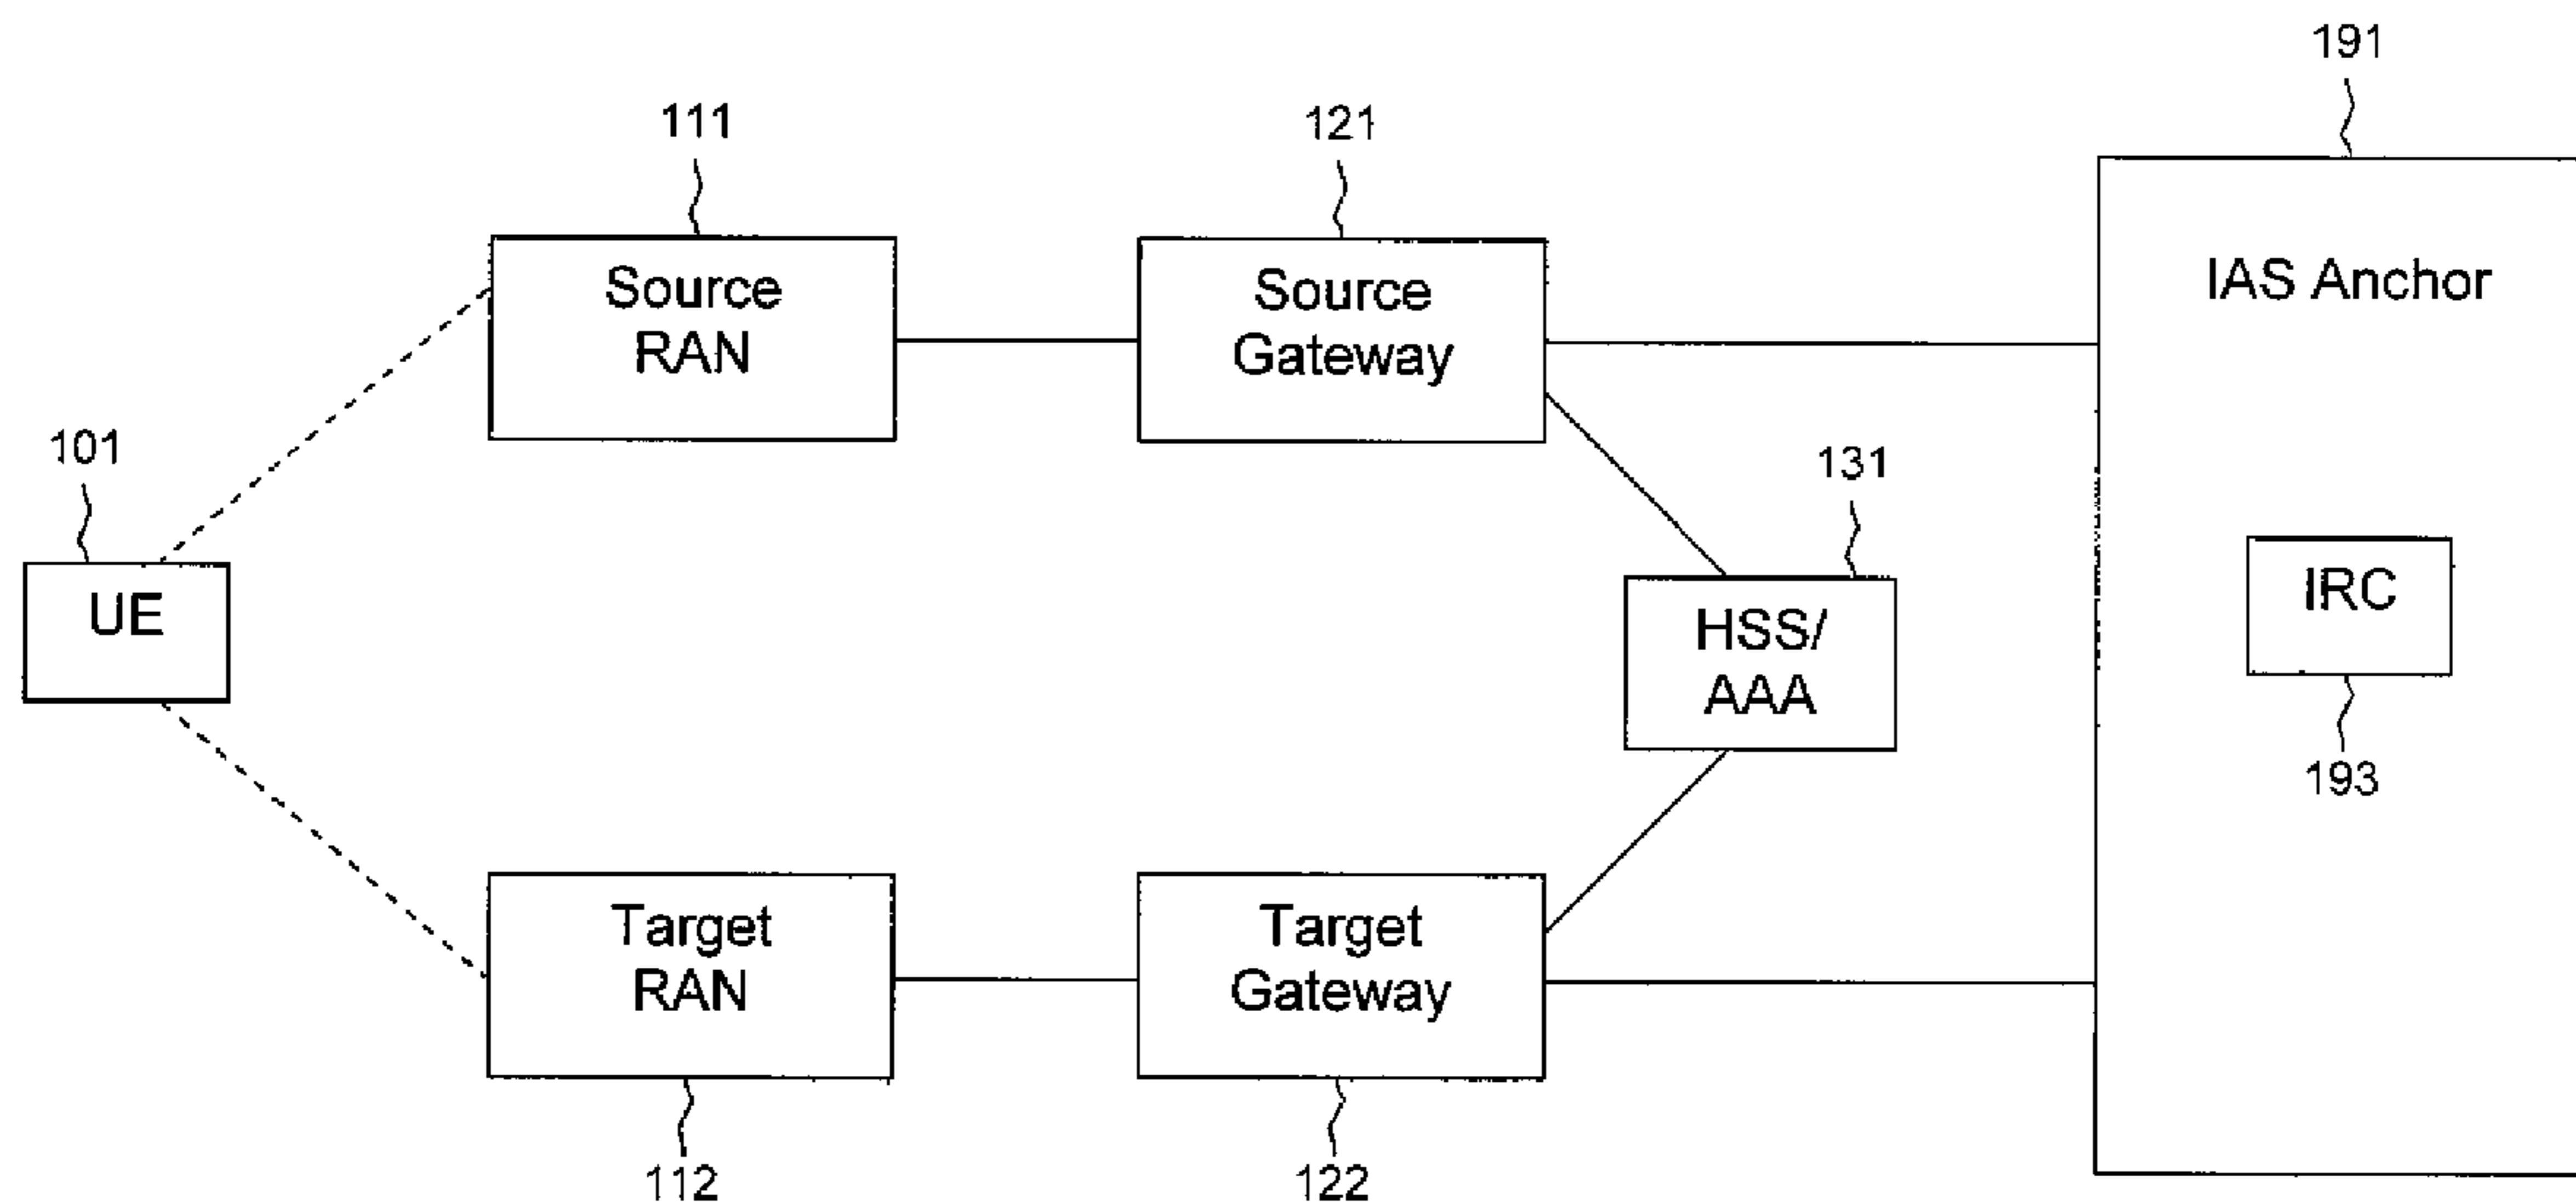 191
111
121
Source
RAN
Source
Gateway
IAS Anchor
101
131
UE
HSS/
AAA
IRC
193
Target
RAN
Target
Gateway
112
122